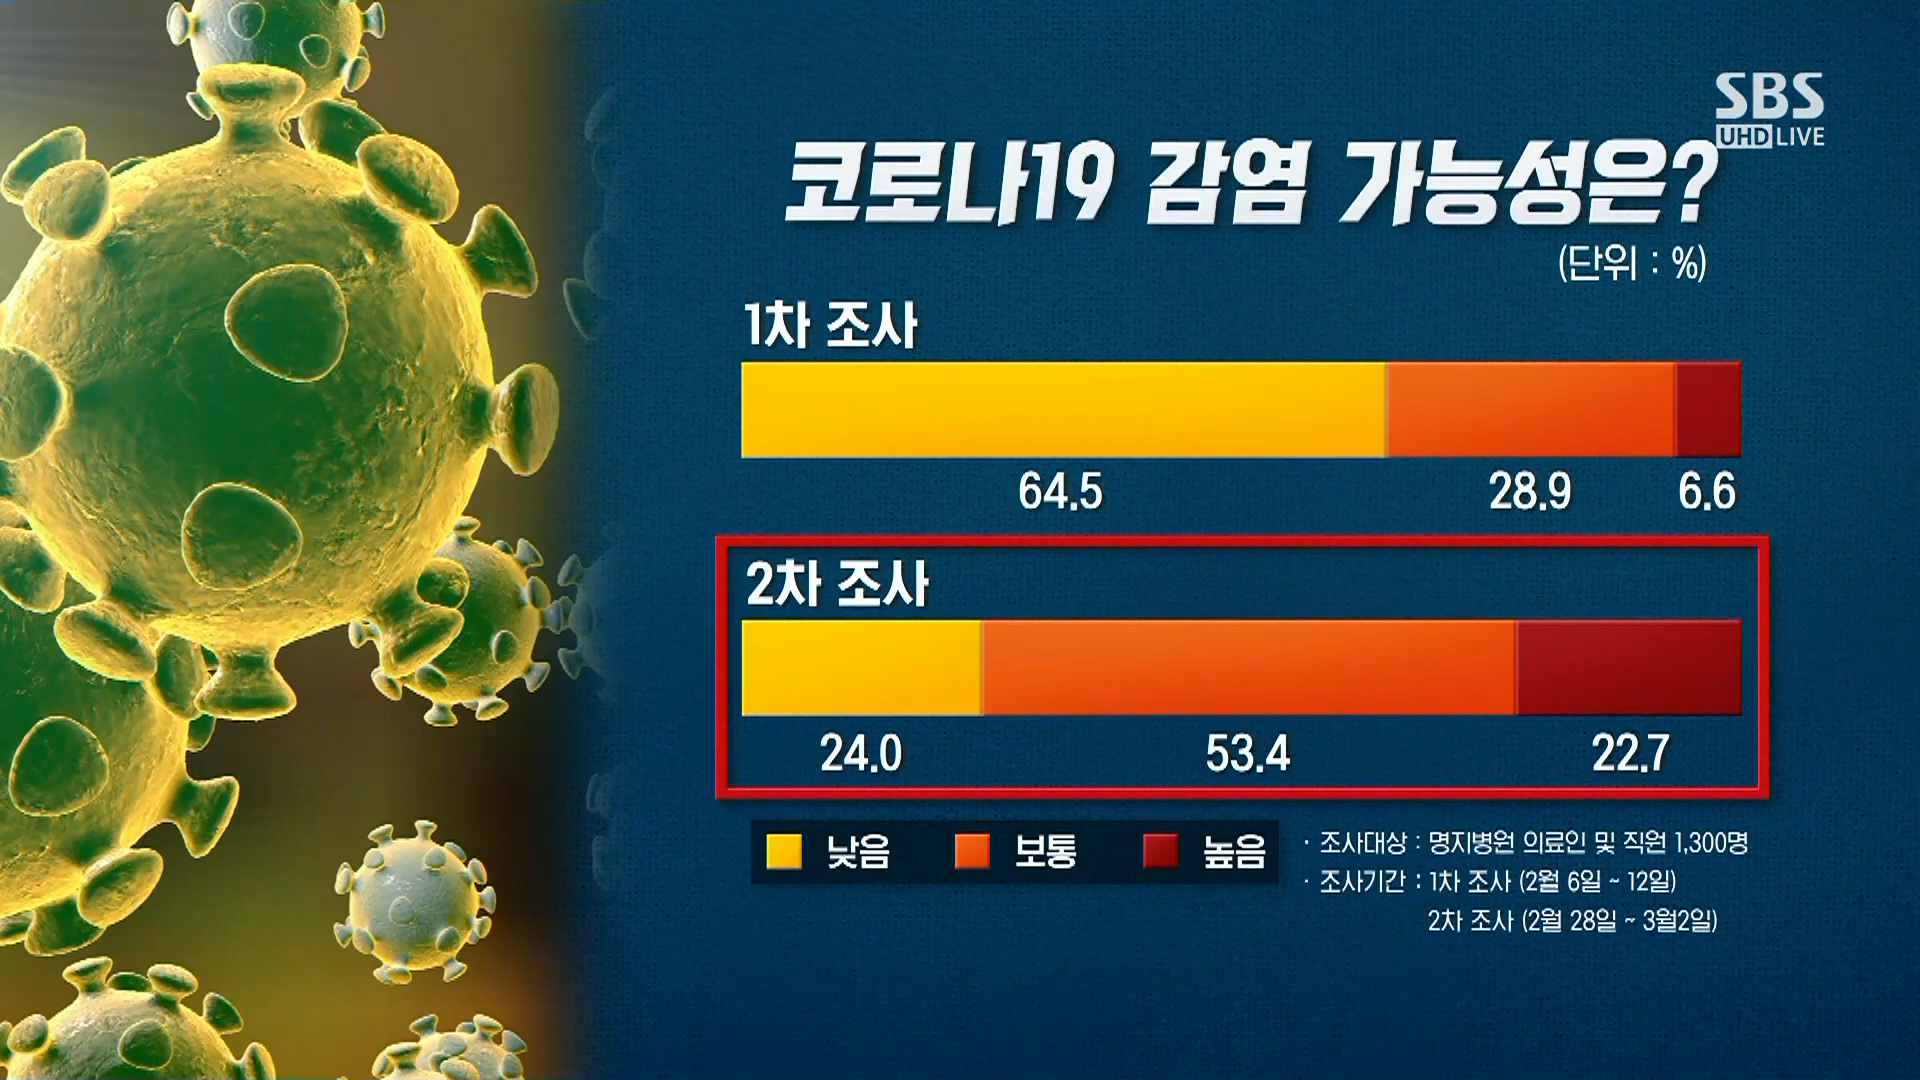 SBS
UHD LIVE
코로나19 감염 가능성은?
(단위 : %)
1차 조사
64.5 28.9 6.6
2차 조사
24.0 53.4 22.7
낮음 보통 높음
· 조사대상 : 명지병원 의료인 및 직원 1,300명
· 조사기간 : 1차 조사 (2월 6일 ~ 12일)
2차 조사 (2월 28일 ~ 3월2일)